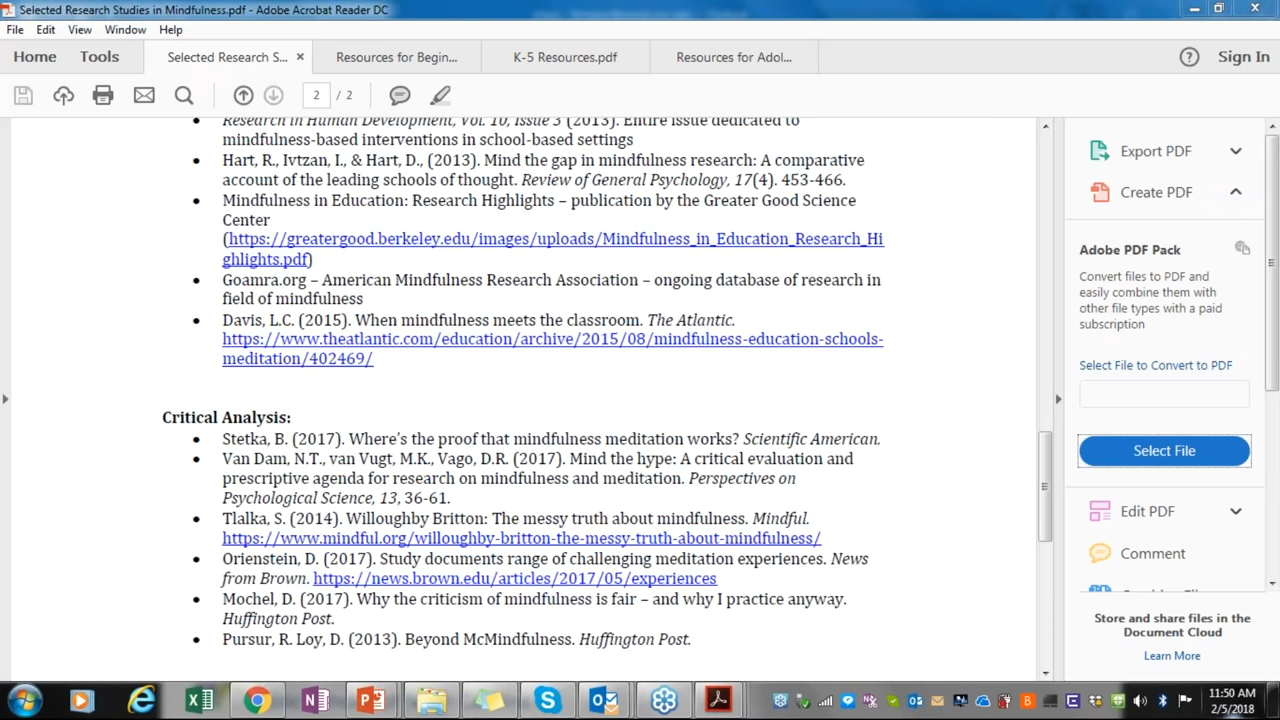 Selected Research Studies in Mindfulness.pdf - Adobe Acrobat Reader DC
File Edit View Window Help
Home Tools Selected Research S... × Resources for Begin... K-5 Resources.pdf Resources for Adol... ? Sign In
2 / 2
Research in Human Development, Vol. 10, Issue 3 (2013). Entire issue dedicated to
mindfulness-based interventions in school-based settings
• Hart, R., Ivtzan, I., & Hart, D., (2013). Mind the gap in mindfulness research: A comparative
account of the leading schools of thought. Review of General Psychology, 17(4). 453-466.
• Mindfulness in Education: Research Highlights – publication by the Greater Good Science
Center
(https://greatergood.berkeley.edu/images/uploads/Mindfulness_in_Education_Research_Hi
ghlights.pdf)
• Goamra.org – American Mindfulness Research Association – ongoing database of research in
field of mindfulness
• Davis, L.C. (2015). When mindfulness meets the classroom. The Atlantic.
https://www.theatlantic.com/education/archive/2015/08/mindfulness-education-schools-
meditation/402469/
Critical Analysis:
• Stetka, B. (2017). Where's the proof that mindfulness meditation works? Scientific American.
• Van Dam, N.T., van Vugt, M.K., Vago, D.R. (2017). Mind the hype: A critical evaluation and
prescriptive agenda for research on mindfulness and meditation. Perspectives on
Psychological Science, 13, 36-61.
• Tlalka, S. (2014). Willoughby Britton: The messy truth about mindfulness. Mindful.
https://www.mindful.org/willoughby-britton-the-messy-truth-about-mindfulness/
• Orienstein, D. (2017). Study documents range of challenging meditation experiences. News
from Brown. https://news.brown.edu/articles/2017/05/experiences
• Mochel, D. (2017). Why the criticism of mindfulness is fair – and why I practice anyway.
Huffington Post.
• Pursur, R. Loy, D. (2013). Beyond McMindfulness. Huffington Post.
Export PDF
Create PDF
Adobe PDF Pack
Convert files to PDF and
easily combine them with
other file types with a paid
subscription
Select File to Convert to PDF
Select File
Edit PDF
Comment
Store and share files in the
Document Cloud
Learn More
11:50 AM
2/5/2018